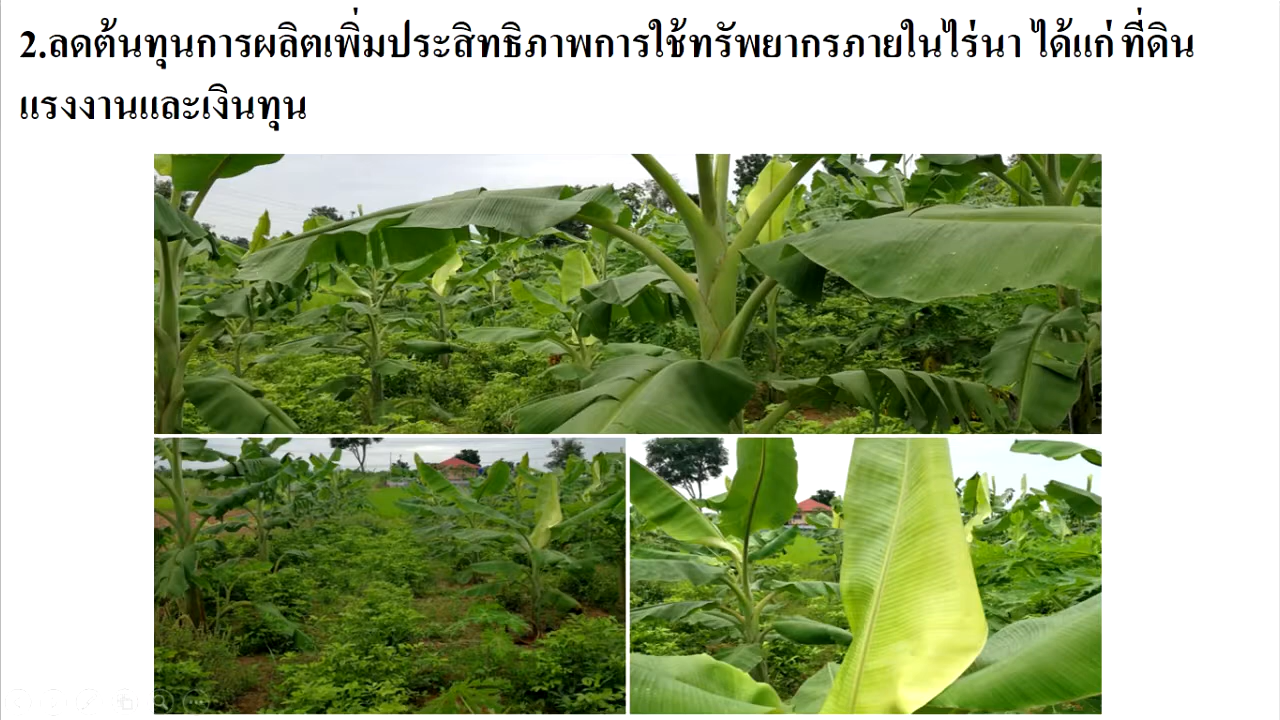 2.ลดต้นทุนการผลิตเพิ่มประสิทธิภาพการใช้ทรัพยากรภายในไร่นา ได้แก่ ที่ดิน
แรงงานและเงินทุน